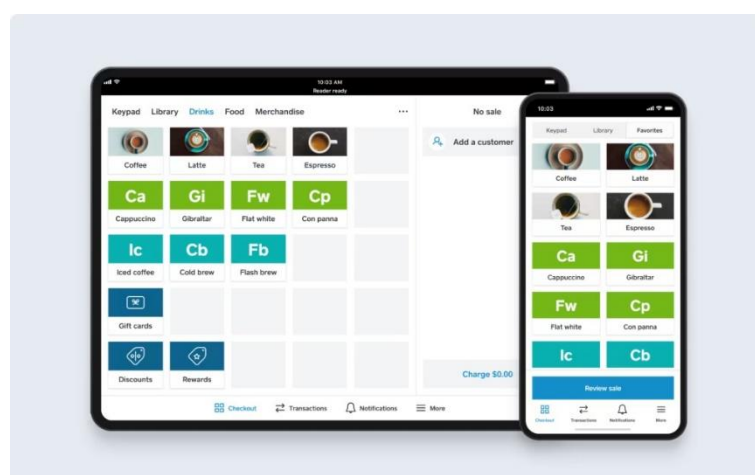 10:03 AM
Reader ready
Keypad Library Drinks Food Merchandise ...
No sale
Add a customer
Coffee Latte Tea Espresso
Ca Gi Fw Cp
Cappuccino Gibraltar Flat white Con panna
Ic Cb Fb
Iced coffee Cold brew Flash brew
Gift cards
Discounts Rewards
Charge $0.00
Checkout Transactions Notifications More
10:03
Keypad Library Favorites
Coffee Latte
Tea Espresso
Ca Gi
Cappuccino Gibraltar
Fw Cp
Flat white Con panna
Ic Cb
Review sale
Checkout Transactions Notifications More